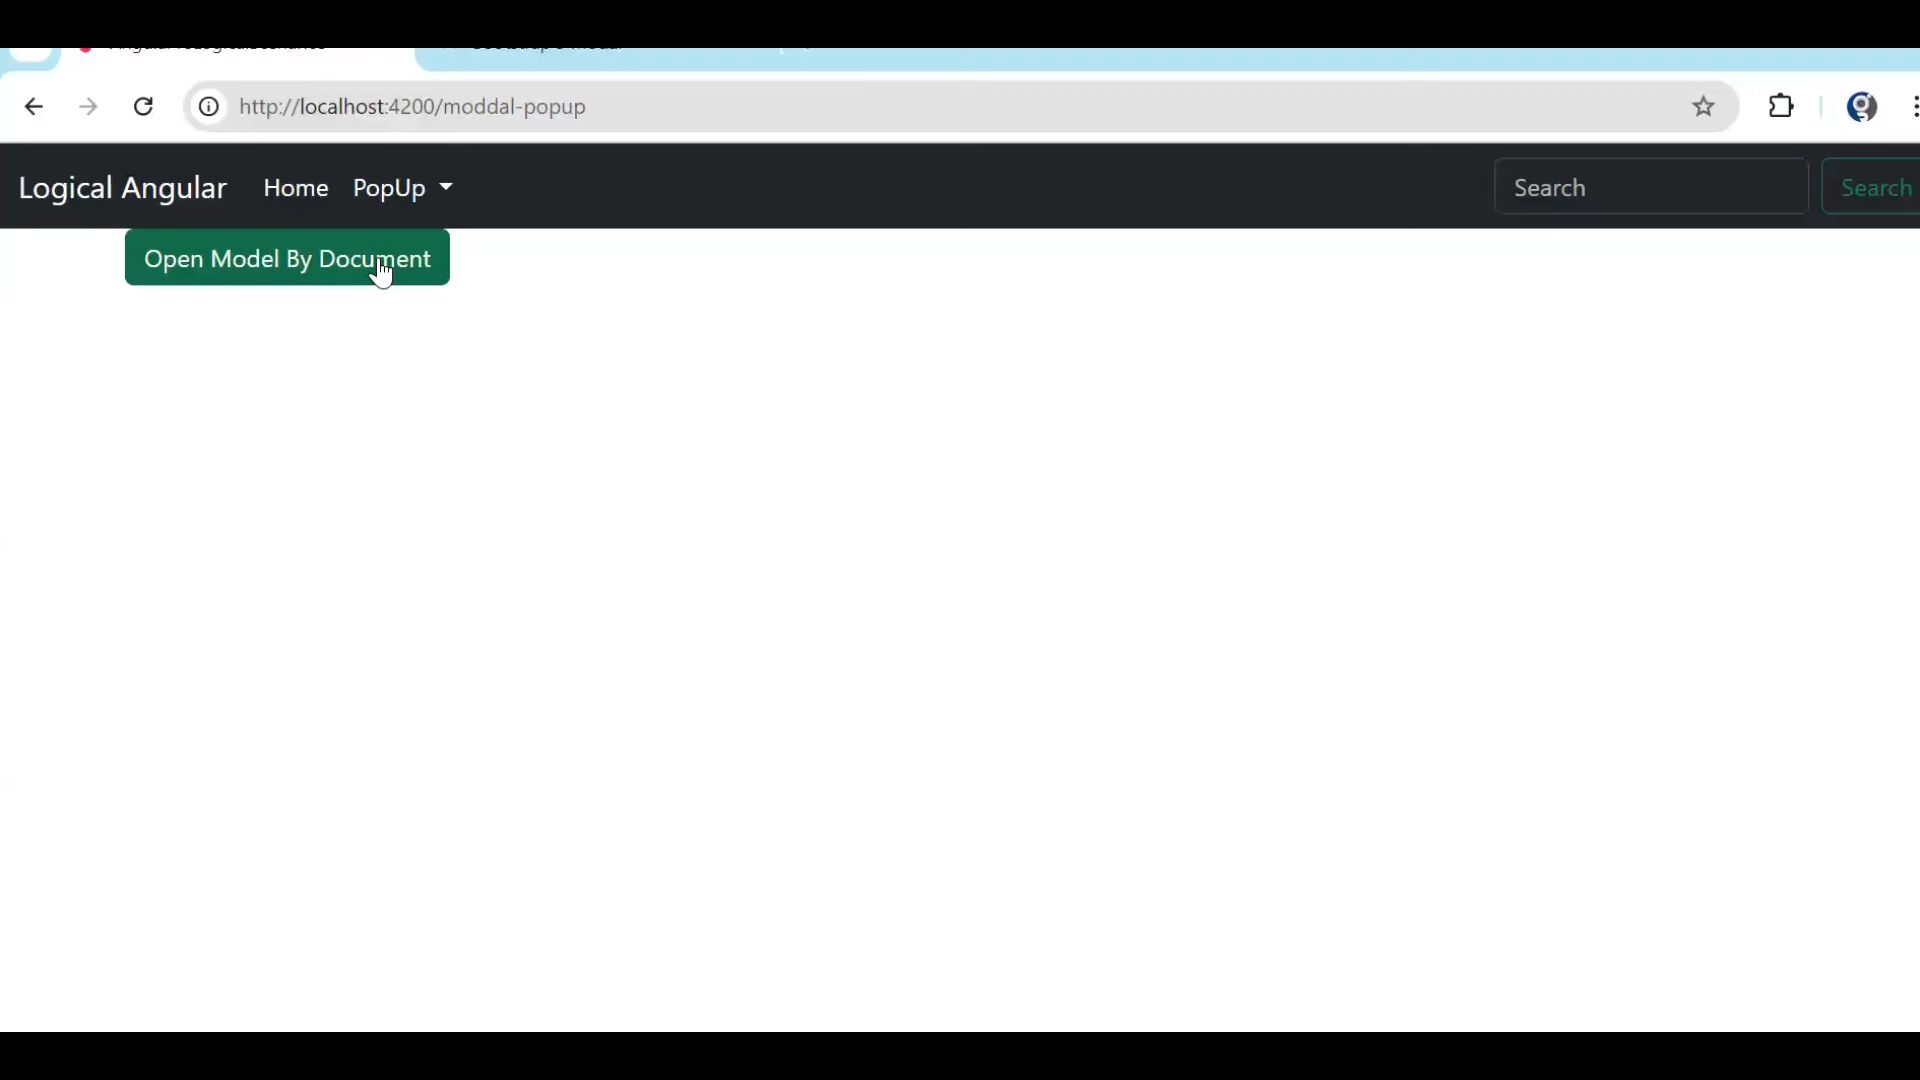 http://localhost:4200/moddal-popup
Logical Angular Home PopUp Search Search
Open Model By Document